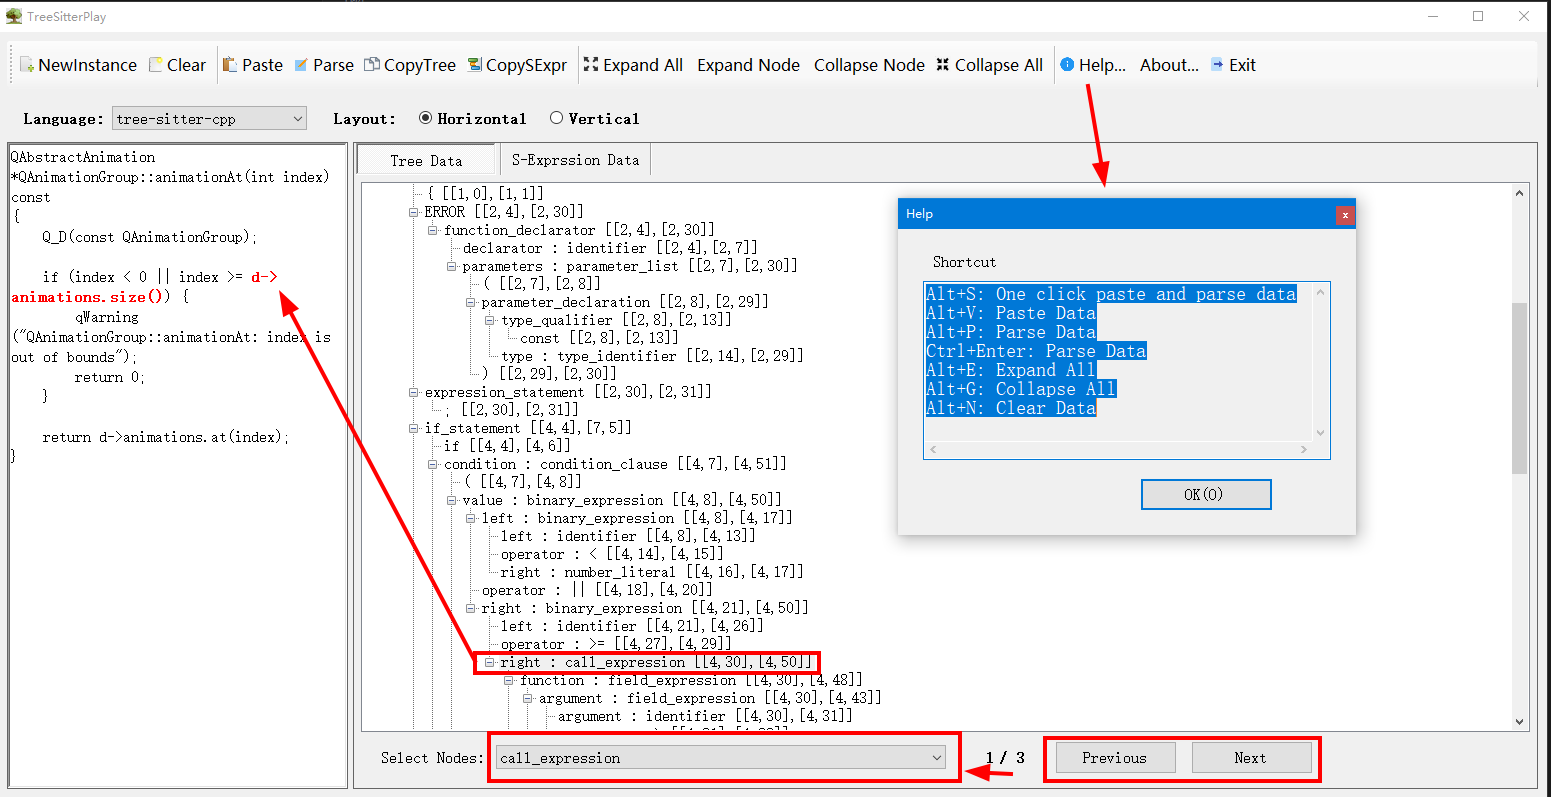 TreeSitterPlay
NewInstance Clear Paste Parse CopyTree CopySExpr Expand All Expand Node Collapse Node Collapse All Help... About... Exit
Language: tree-sitter-cpp Layout: Horizontal Vertical
QAbstractAnimation
*QAnimationGroup::animationAt(int index)
const
{
Q_D(const QAnimationGroup);
if (index < 0 || index >= d->
animations.size()) {
qWarning
("QAnimationGroup::animationAt: index is
out of bounds");
return 0;
}
return d->animations.at(index);
}
Tree Data S-Exprssion Data
{ [[1,0],[1,1]]
ERROR [[2,4],[2,30]]
function_declarator [[2,4],[2,30]]
declarator : identifier [[2,4],[2,7]]
parameters : parameter_list [[2,7],[2,30]]
( [[2,7],[2,8]]
parameter_declaration [[2,8],[2,29]]
type_qualifier [[2,8],[2,13]]
const [[2,8],[2,13]]
type : type_identifier [[2,14],[2,29]]
) [[2,29],[2,30]]
expression_statement [[2,30],[2,31]]
; [[2,30],[2,31]]
if_statement [[4,4],[7,5]]
if [[4,4],[4,6]]
condition : condition_clause [[4,7],[4,51]]
( [[4,7],[4,8]]
value : binary_expression [[4,8],[4,50]]
left : binary_expression [[4,8],[4,17]]
left : identifier [[4,8],[4,13]]
operator : < [[4,14],[4,15]]
right : number_literal [[4,16],[4,17]]
operator : || [[4,18],[4,20]]
right : binary_expression [[4,21],[4,50]]
left : identifier [[4,21],[4,26]]
operator : >= [[4,27],[4,29]]
right : call_expression [[4,30],[4,50]]
function : field_expression [[4,30],[4,48]]
argument : field_expression [[4,30],[4,43]]
argument : identifier [[4,30],[4,31]]
Help
Shortcut
Alt+S: One click paste and parse data
Alt+V: Paste Data
Alt+P: Parse Data
Ctrl+Enter: Parse Data
Alt+E: Expand All
Alt+G: Collapse All
Alt+N: Clear Data
OK(O)
Select Nodes: call_expression 1 / 3 Previous Next